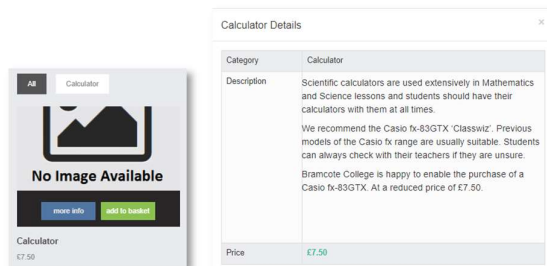 All
Calculator
No Image Available
more info
add to basket
Calculator
£7.50
Calculator Details
×
Category
Calculator
Description
Scientific calculators are used extensively in Mathematics
and Science lessons and students should have their
calculators with them at all times.
We recommend the Casio fx-83GTX 'Classwiz'. Previous
models of the Casio fx range are usually suitable. Students
can always check with their teachers if they are unsure.
Bramcote College is happy to enable the purchase of a
Casio fx-83GTX. At a reduced price of £7.50.
Price
£7.50